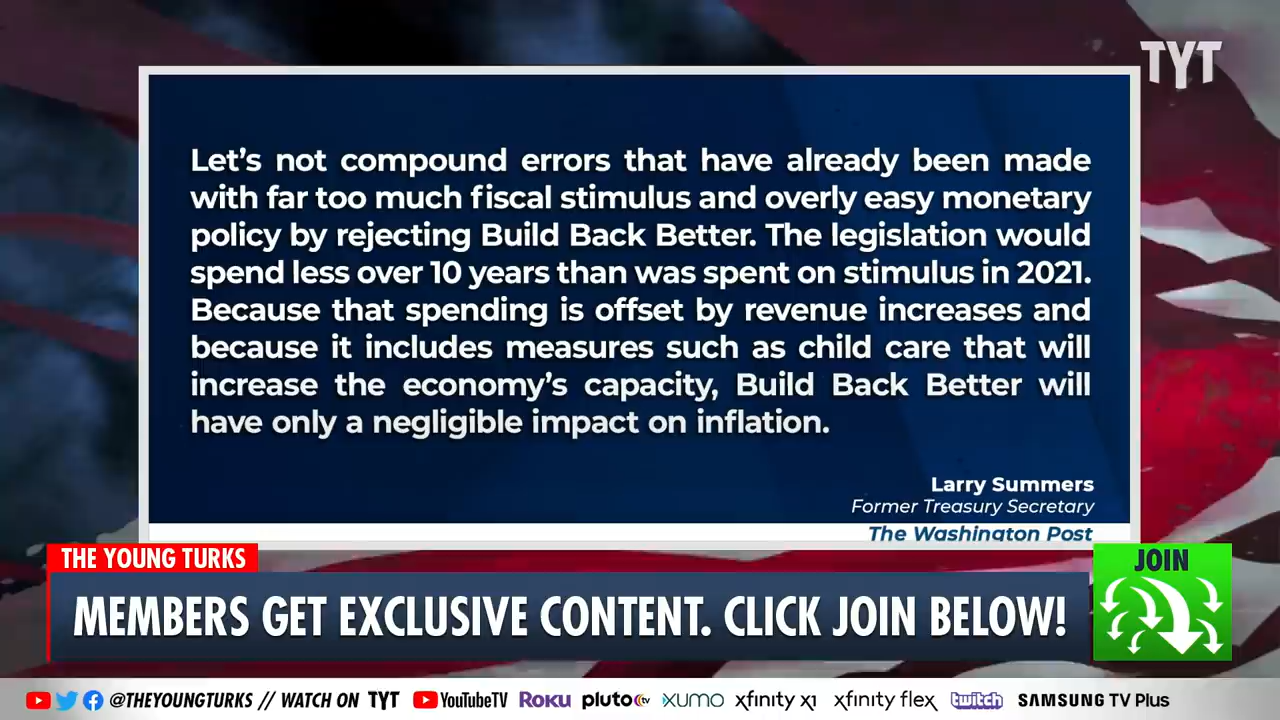 TYT
Let's not compound errors that have already been made
with far too much fiscal stimulus and overly easy monetary
policy by rejecting Build Back Better. The legislation would
spend less over 10 years than was spent on stimulus in 2021.
Because that spending is offset by revenue increases and
because it includes measures such as child care that will
increase the economy's capacity, Build Back Better will
have only a negligible impact on inflation.
Larry Summers
Former Treasury Secretary
The Washington Post
THE YOUNG TURKS
MEMBERS GET EXCLUSIVE CONTENT. CLICK JOIN BELOW!
JOIN
@THEYOUNGTURKS // WATCH ON TYT YouTubeTV ROKU pluto tv XUMO xfinity x1 xfinity flex twitch SAMSUNG TV Plus